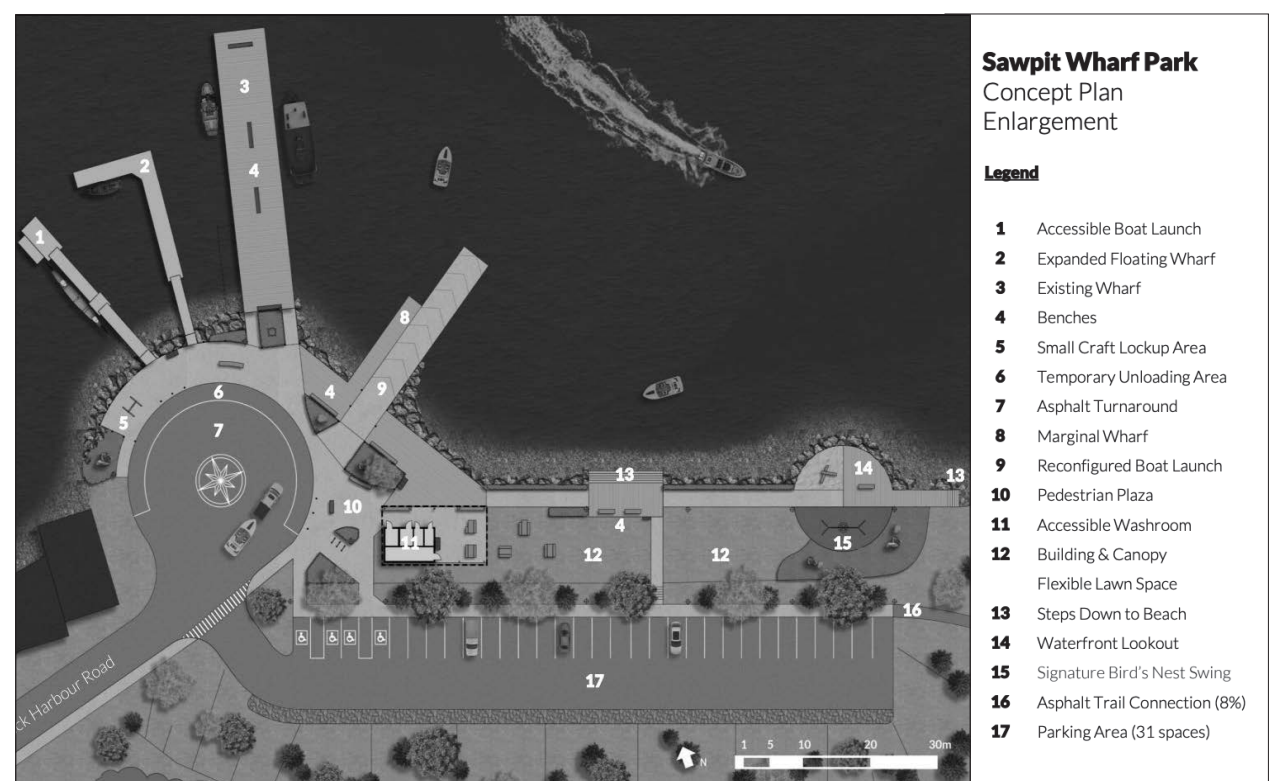 Sawpit Wharf Park
Concept Plan
Enlargement
Legend
1 Accessible Boat Launch
2 Expanded Floating Wharf
3 Existing Wharf
4 Benches
5 Small Craft Lockup Area
6 Temporary Unloading Area
7 Asphalt Turnaround
8 Marginal Wharf
9 Reconfigured Boat Launch
10 Pedestrian Plaza
11 Accessible Washroom
12 Building & Canopy
Flexible Lawn Space
13 Steps Down to Beach
14 Waterfront Lookout
15 Signature Bird's Nest Swing
16 Asphalt Trail Connection (8%)
17 Parking Area (31 spaces)
3
2
4
1
8
4
9
6
5
7
13
14
13
10
4
11
12
12
15
16
17
ck Harbour Road
N
1 5 10 20 30m